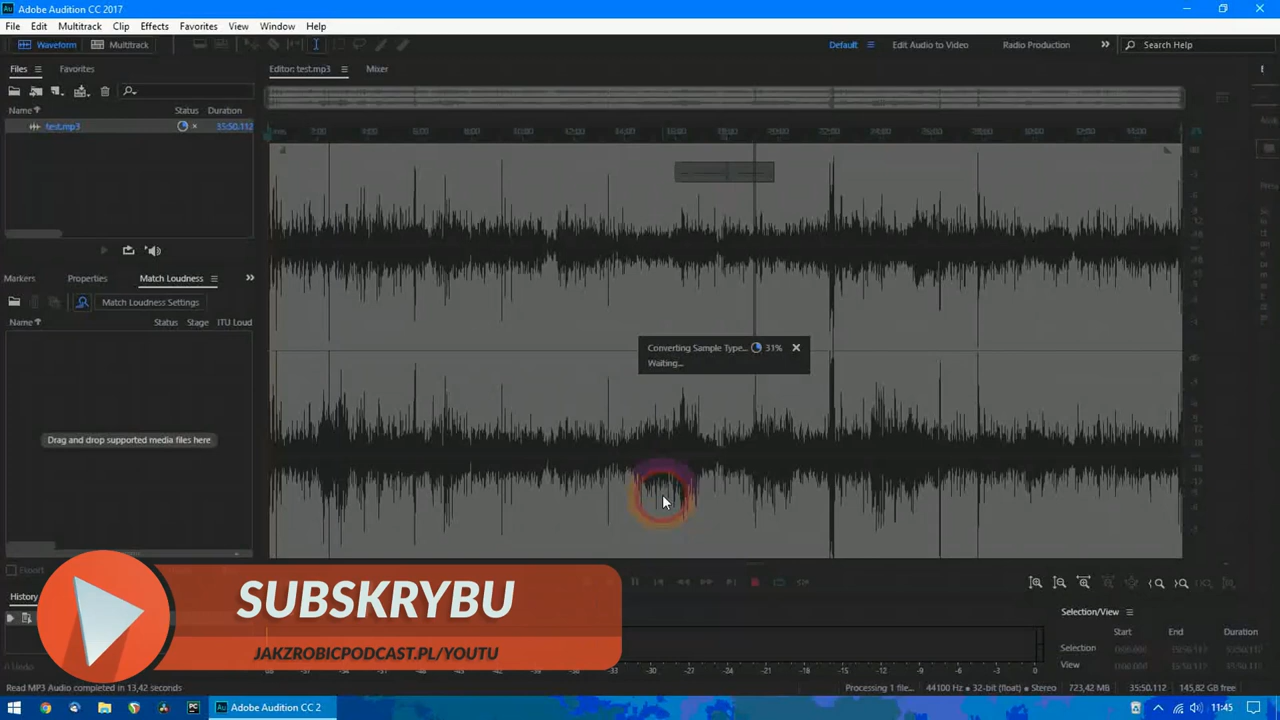 Adobe Audition CC 2017
File Edit Multitrack Clip Effects Favorites View Window Help
Waveform Multitrack Default Edit Audio to Video Radio Production Search Help
Files Favorites Editor: test.mp3 Mixer
Name Status Duration
test.mp3 35:50.112
Markers Properties Match Loudness
Match Loudness Settings
Name Status Stage ITU Loud
Converting Sample Type... 31%
Waiting...
Drag and drop supported media files here
Export
History
Selection/View
Start End Duration
Selection
View
SUBSKRYBU
JAKZROBICPODCAST.PL/YOUTU
Read MP3 Audio completed in 13,42 seconds
Processing 1 file... 44100 Hz 32-bit (float) Stereo 723,42 MB 35:50.112 145,82 GB free
Adobe Audition CC 2 11:45